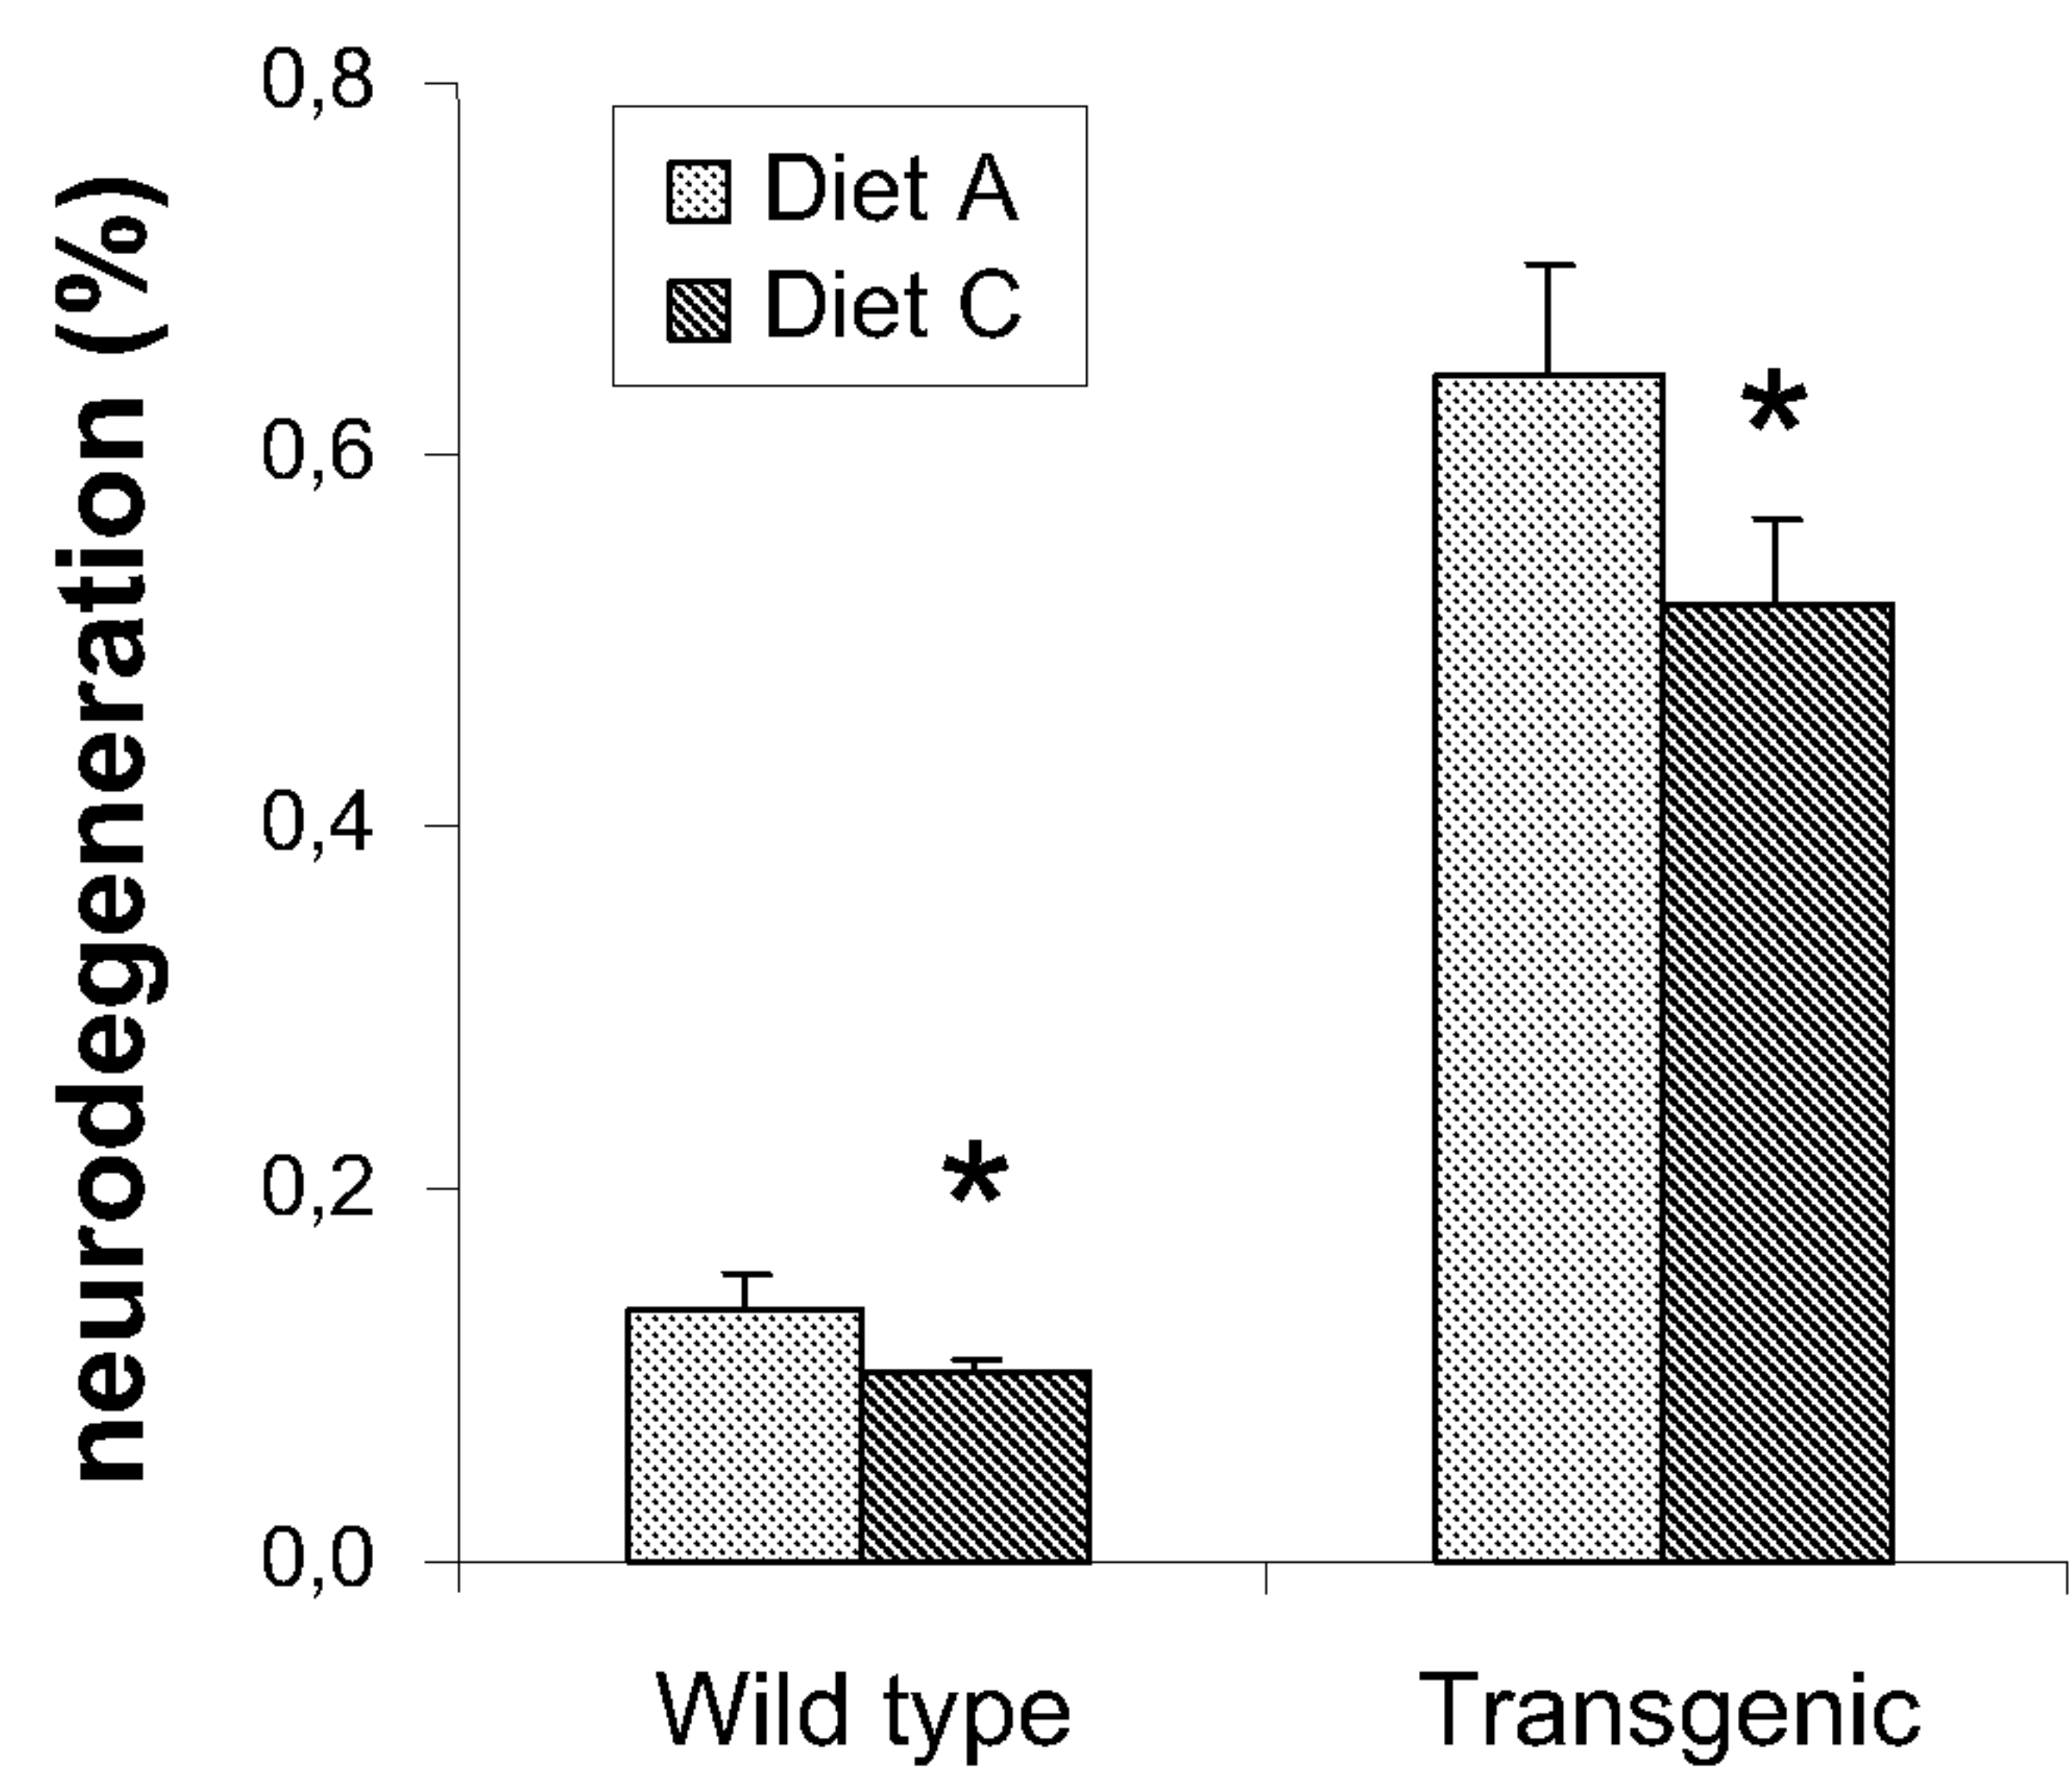 neurodegeneration (%)
0,8
0,6
0,4
0,2
0,0
Diet A
Diet C
*
*
Wild type
Transgenic